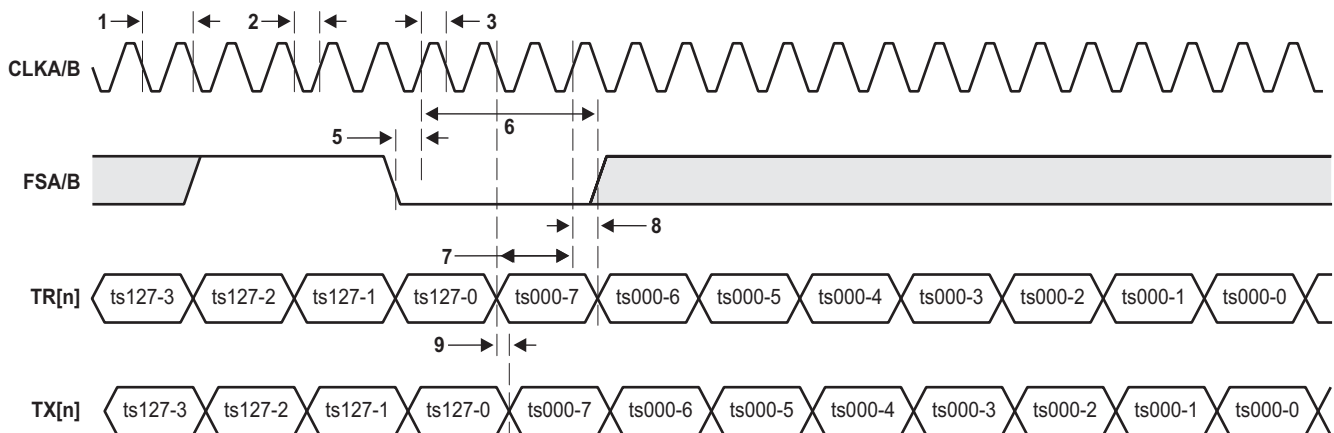 1 2 3
CLKA/B
6
5
FSA/B
8
7
TR[n] ts127-3 ts127-2 ts127-1 ts127-0 ts000-7 ts000-6 ts000-5 ts000-4 ts000-3 ts000-2 ts000-1 ts000-0
9
TX[n] ts127-3 ts127-2 ts127-1 ts127-0 ts000-7 ts000-6 ts000-5 ts000-4 ts000-3 ts000-2 ts000-1 ts000-0